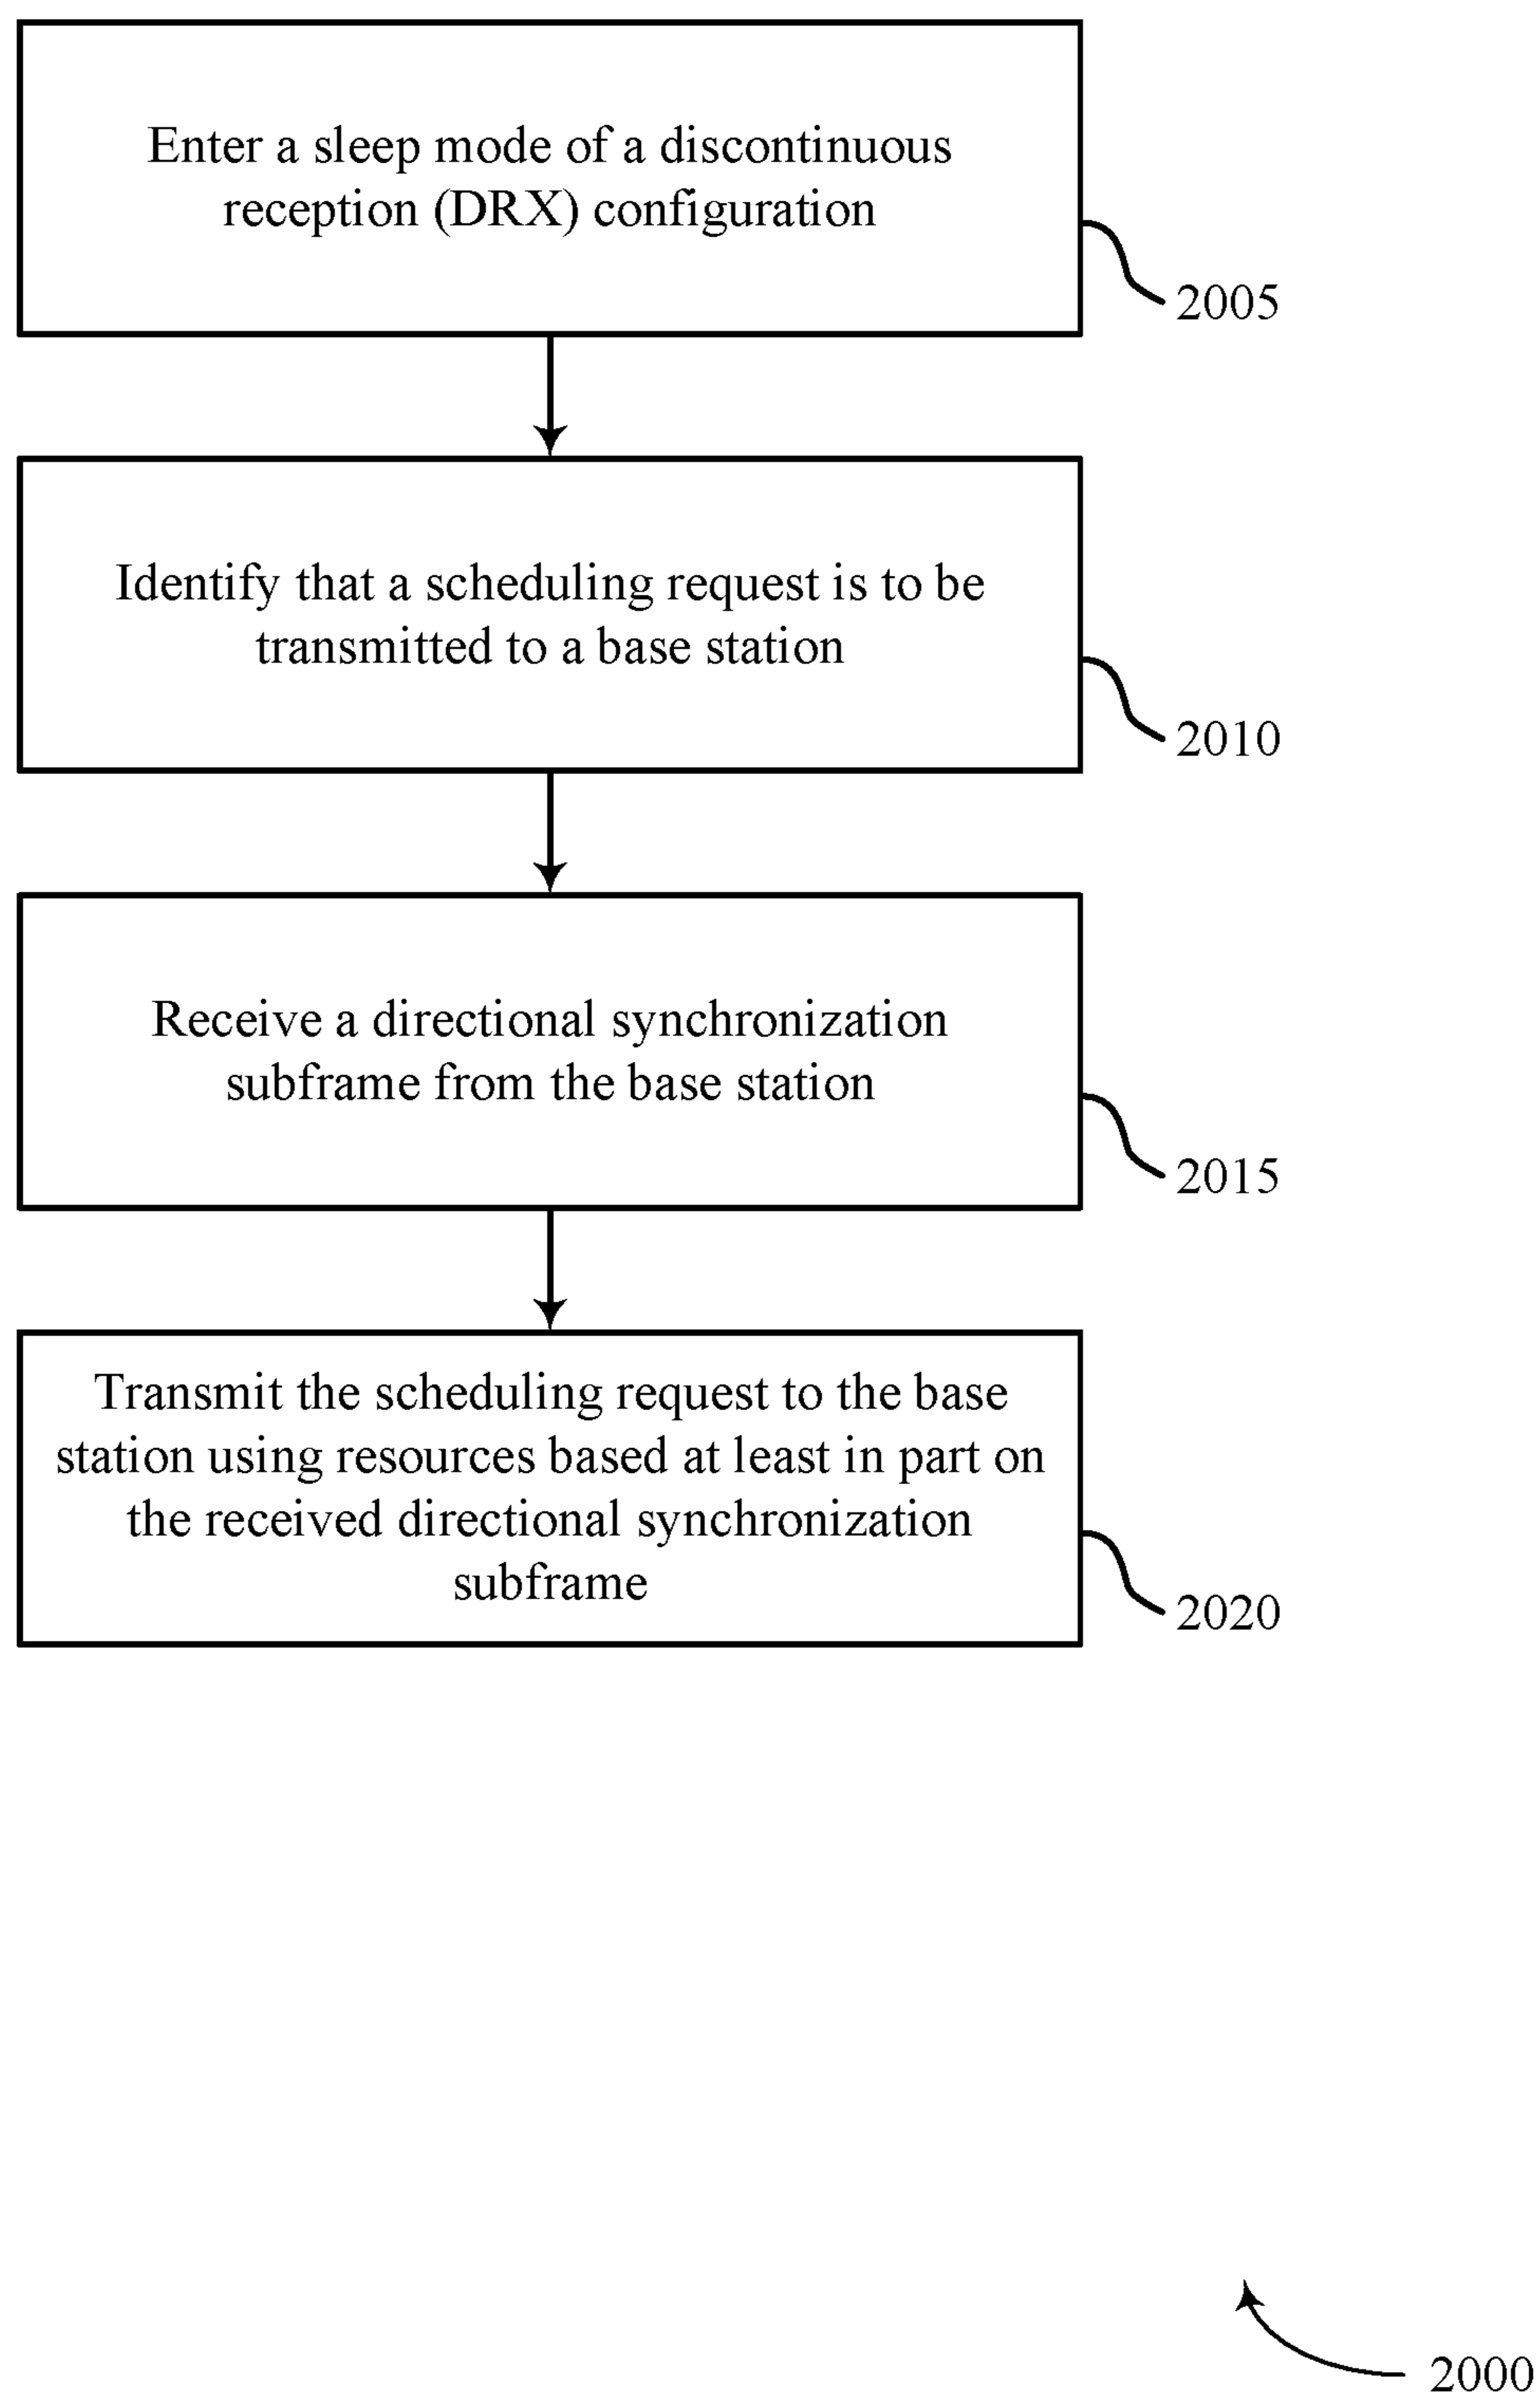 Enter a sleep mode of a discontinuous
reception (DRX) configuration
2005
Identify that a scheduling request is to be
transmitted to a base station
2010
Receive a directional synchronization
subframe from the base station
2015
Transmit the scheduling request to the base
station using resources based at least in part on
the received directional synchronization
subframe
2020
2000